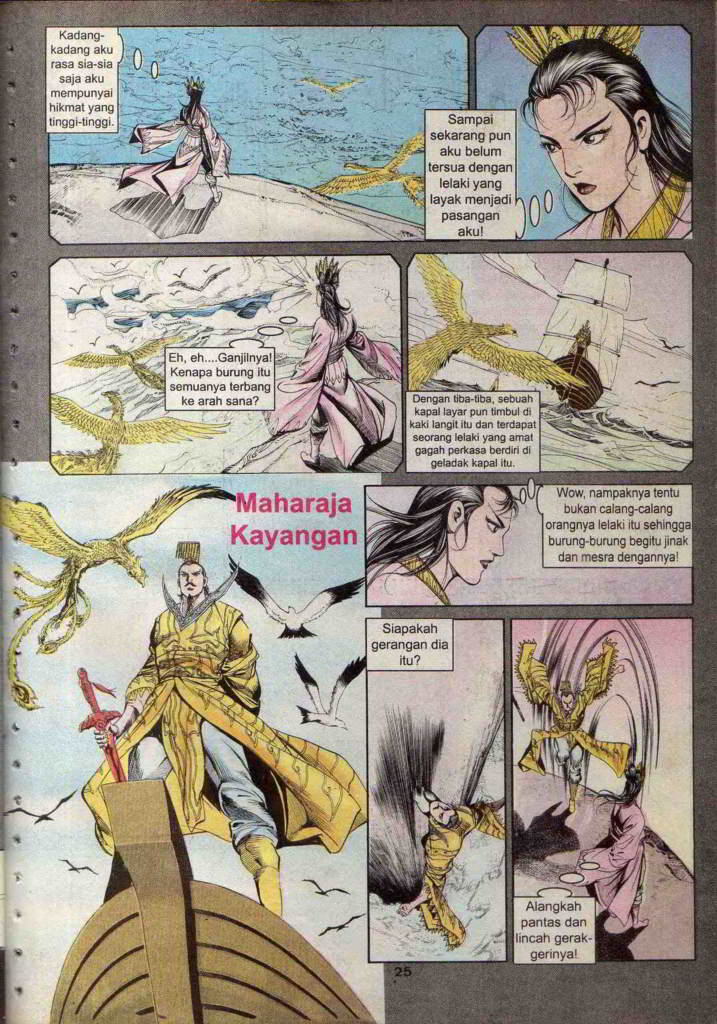 Kadang-
kadang aku
rasa sia-sia
saja aku
mempunyai
hikmat yang
tinggi-tinggi.
Sampai
sekarang pun
aku belum
tersua dengan
lelaki yang
layak menjadi
pasangan
aku!
Eh, eh....Ganjilnya!
Kenapa burung itu
semuanya terbang
ke arah sana?
Dengan tiba-tiba, sebuah
kapal layar pun timbul di
kaki langit itu dan terdapat
seorang lelaki yang amat
gagah perkasa berdiri di
geladak kapal itu.
Maharaja
Kayangan
Wow, nampaknya tentu
bukan calang-calang
orangnya lelaki itu sehingga
burung-burung begitu jinak
dan mesra dengannya!
Siapakah
gerangan dia
itu?
Alangkah
pantas dan
lincah gerak-
gerinya!
25